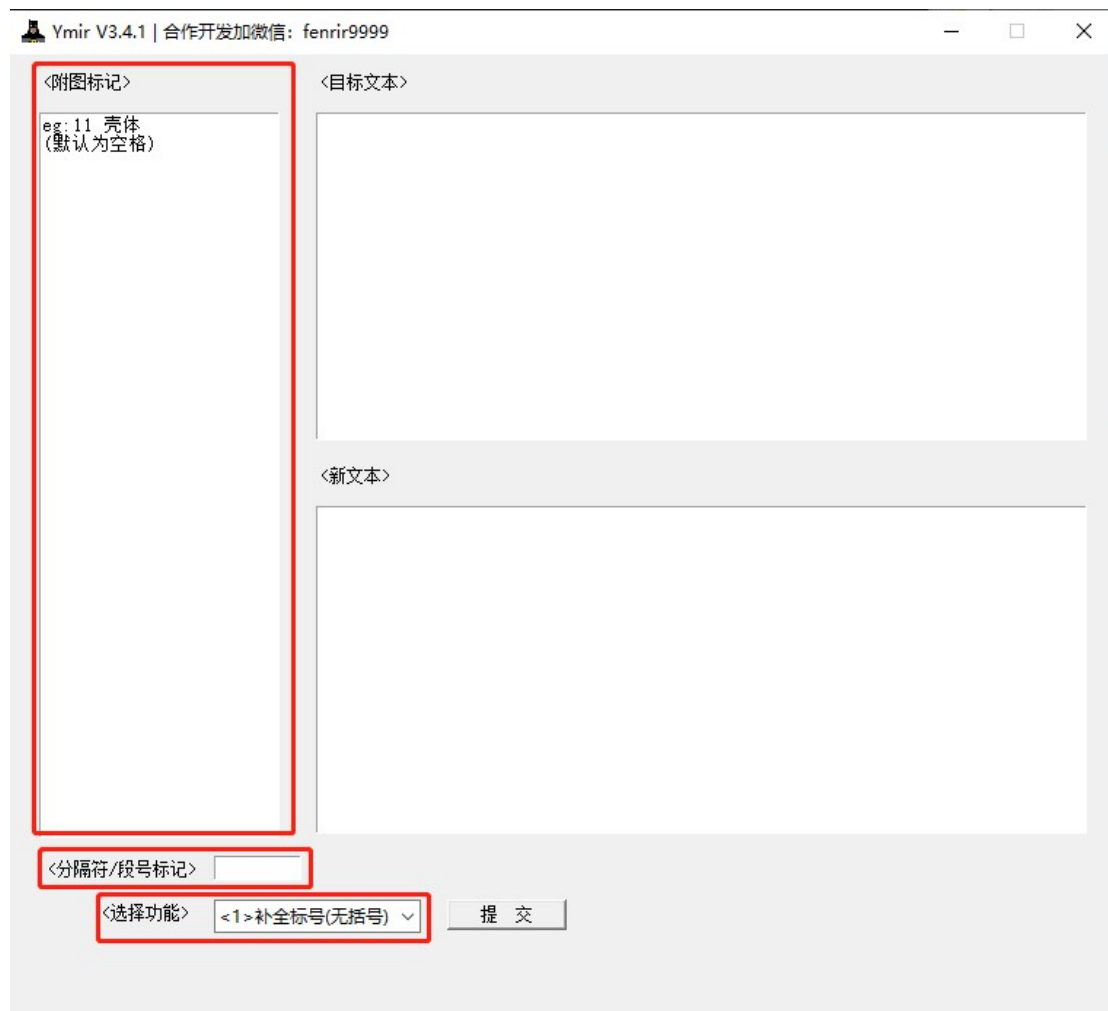 Ymir V3.4.1 | 合作开发加微信：fenrir9999
<附图标记>
<目标文本>
eg:11 壳体
(默认为空格)
<新文本>
<分隔符/段号标记>
<选择功能>
<1>补全标号(无括号)
提 交